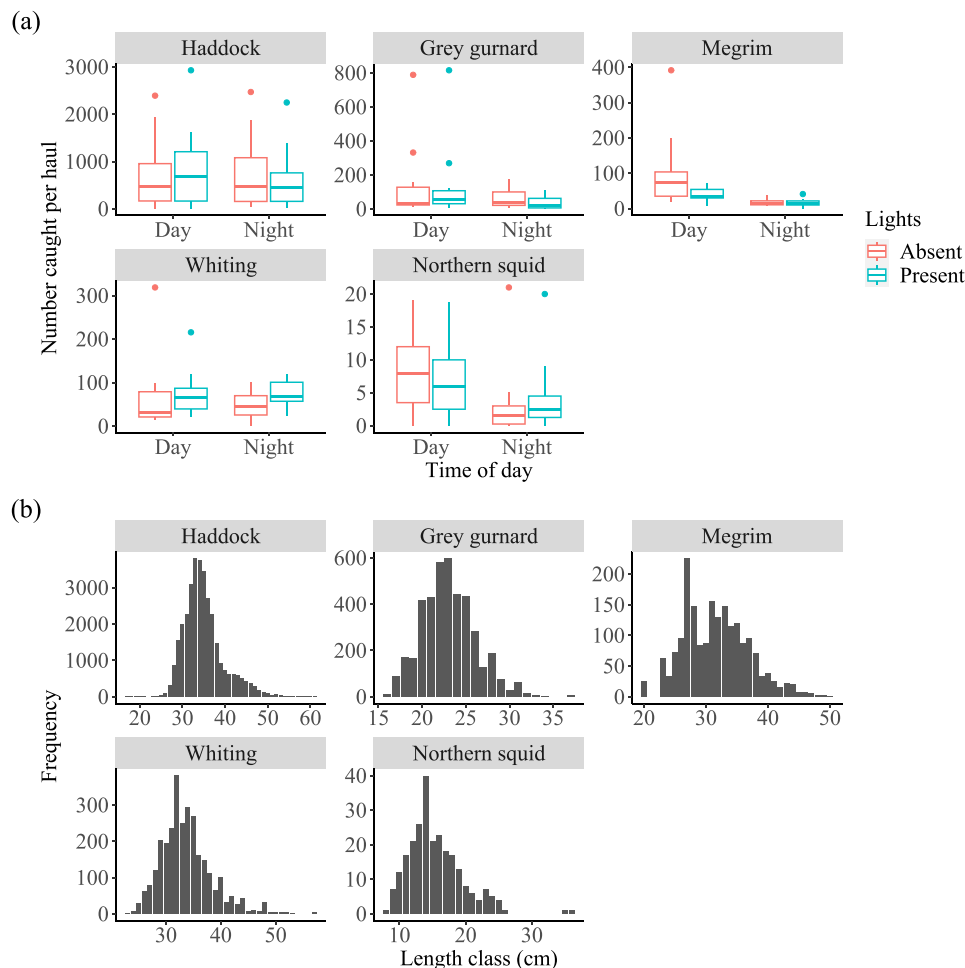 (a)
Haddock Grey gurnard Megrim
Number caught per haul
3000 2000 1000 0
800 600 400 200 0
400 300 200 100 0
Day Night Day Night Day Night
Lights
Absent
Present
Whiting Northern squid
300 200 100 0
20 15 10 5 0
Day Night Day Night
Time of day
(b)
Haddock Grey gurnard Megrim
Frequency
3000 2000 1000 0
600 400 200 0
200 150 100 50 0
20 30 40 50 60
15 20 25 30 35
20 30 40 50
Whiting Northern squid
300 200 100 0
40 30 20 10 0
30 40 50
10 20 30
Length class (cm)